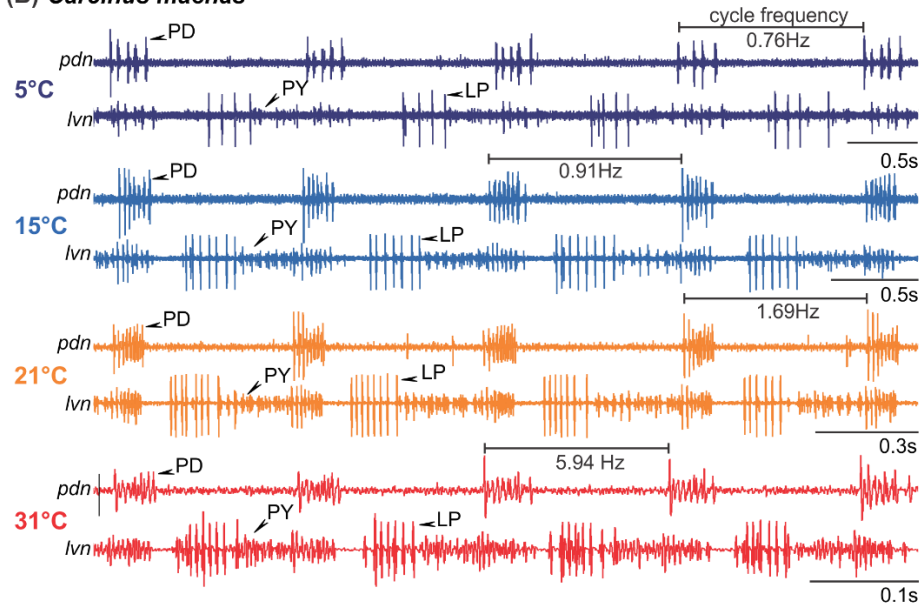 (B) Carcinus maenas
cycle frequency
PD
0.76Hz
pdn
5°C
PY
LP
lvn
0.5s
PD
0.91Hz
pdn
15°C
PY
LP
lvn
0.5s
1.69Hz
PD
pdn
21°C
PY
LP
lvn
0.3s
5.94 Hz
PD
pdn
31°C
PY
LP
lvn
0.1s